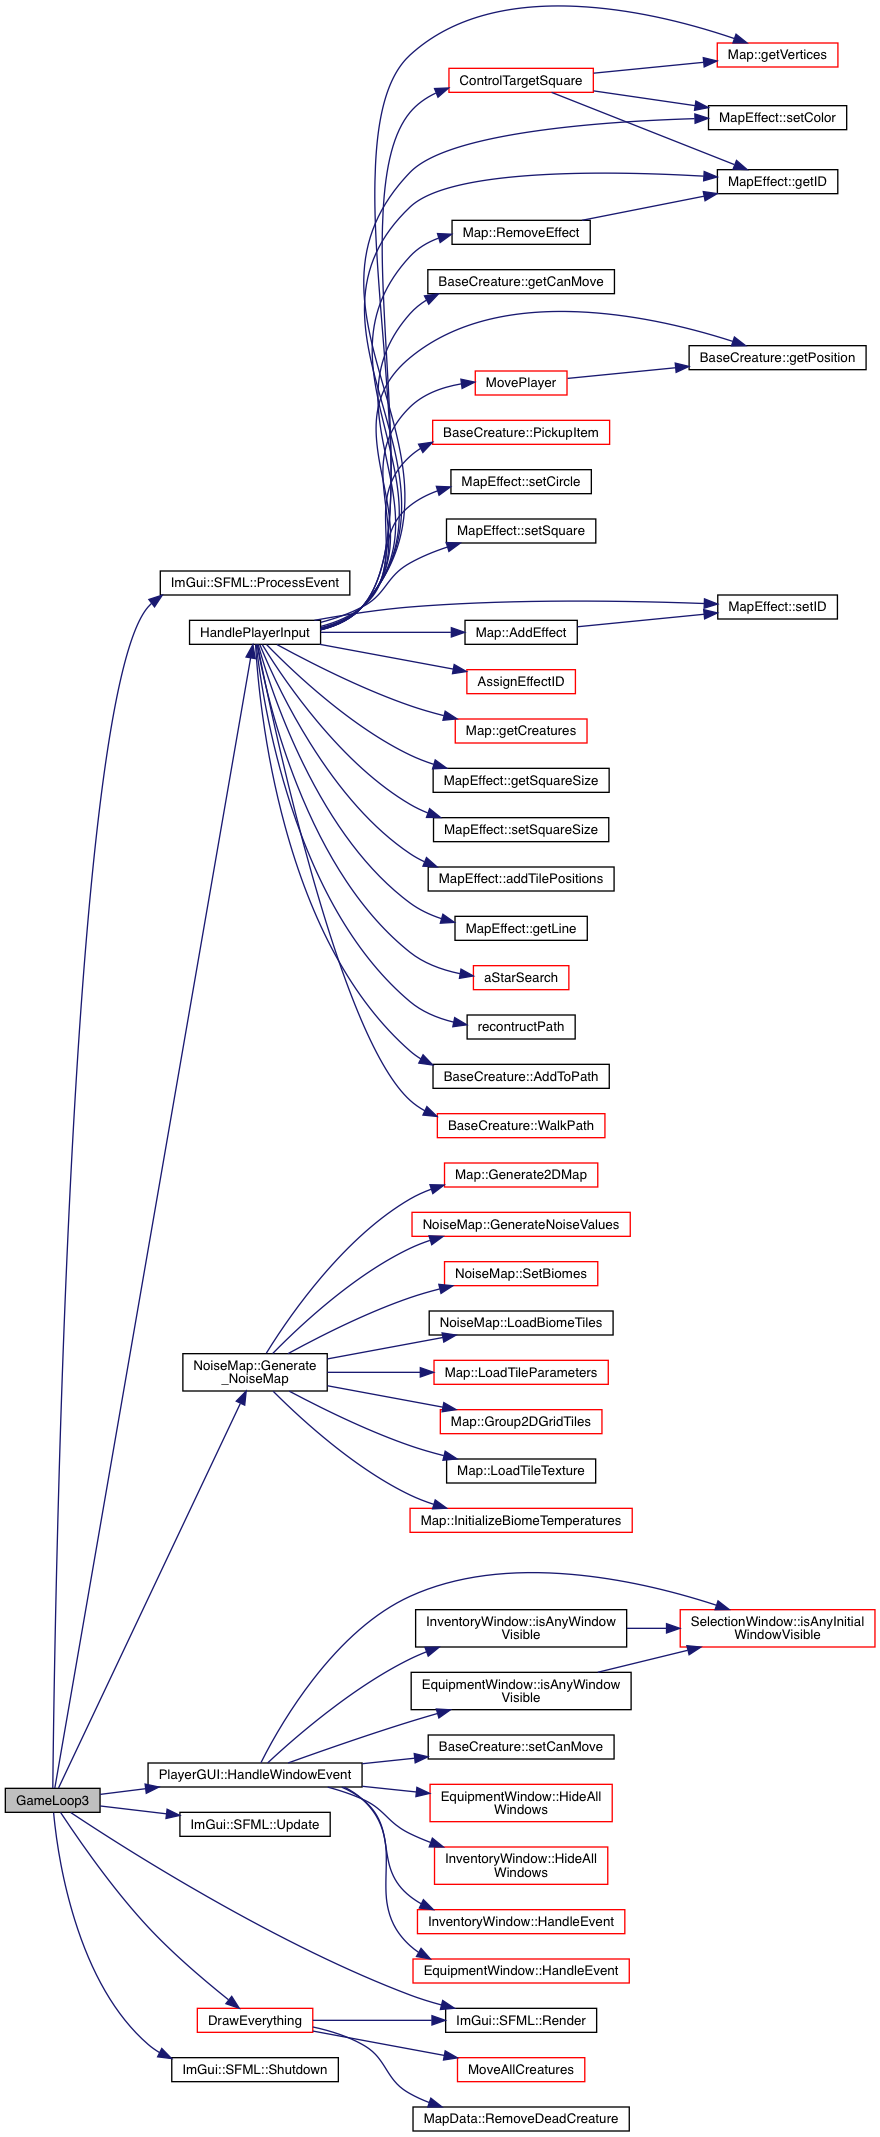 Map::getVertices
ControlTargetSquare
MapEffect::setColor
MapEffect::getID
Map::RemoveEffect
BaseCreature::getCanMove
BaseCreature::getPosition
MovePlayer
BaseCreature::PickupItem
MapEffect::setCircle
MapEffect::setSquare
ImGui::SFML::ProcessEvent
MapEffect::setID
HandlePlayerInput
Map::AddEffect
AssignEffectID
Map::getCreatures
MapEffect::getSquareSize
MapEffect::setSquareSize
MapEffect::addTilePositions
MapEffect::getLine
aStarSearch
recontructPath
BaseCreature::AddToPath
BaseCreature::WalkPath
Map::Generate2DMap
NoiseMap::GenerateNoiseValues
NoiseMap::SetBiomes
NoiseMap::LoadBiomeTiles
NoiseMap::Generate
_NoiseMap
Map::LoadTileParameters
Map::Group2DGridTiles
Map::LoadTileTexture
Map::InitializeBiomeTemperatures
InventoryWindow::isAnyWindow
Visible
SelectionWindow::isAnyInitial
WindowVisible
EquipmentWindow::isAnyWindow
Visible
BaseCreature::setCanMove
PlayerGUI::HandleWindowEvent
GameLoop3
EquipmentWindow::HideAll
Windows
ImGui::SFML::Update
InventoryWindow::HideAll
Windows
InventoryWindow::HandleEvent
EquipmentWindow::HandleEvent
DrawEverything
ImGui::SFML::Render
ImGui::SFML::Shutdown
MoveAllCreatures
MapData::RemoveDeadCreature